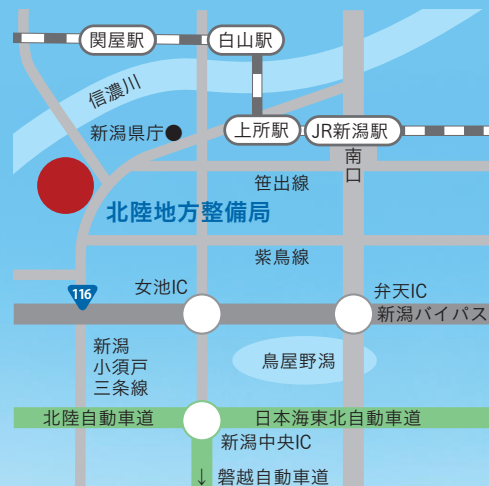 関屋駅
白山駅
信濃川
新潟県庁
上所駅
JR新潟駅
南口
笹出線
北陸地方整備局
紫鳥線
女池IC
弁天IC
116
新潟バイパス
新潟
小須戸
三条線
鳥屋野潟
北陸自動車道
日本海東北自動車道
新潟中央IC
↓ 磐越自動車道